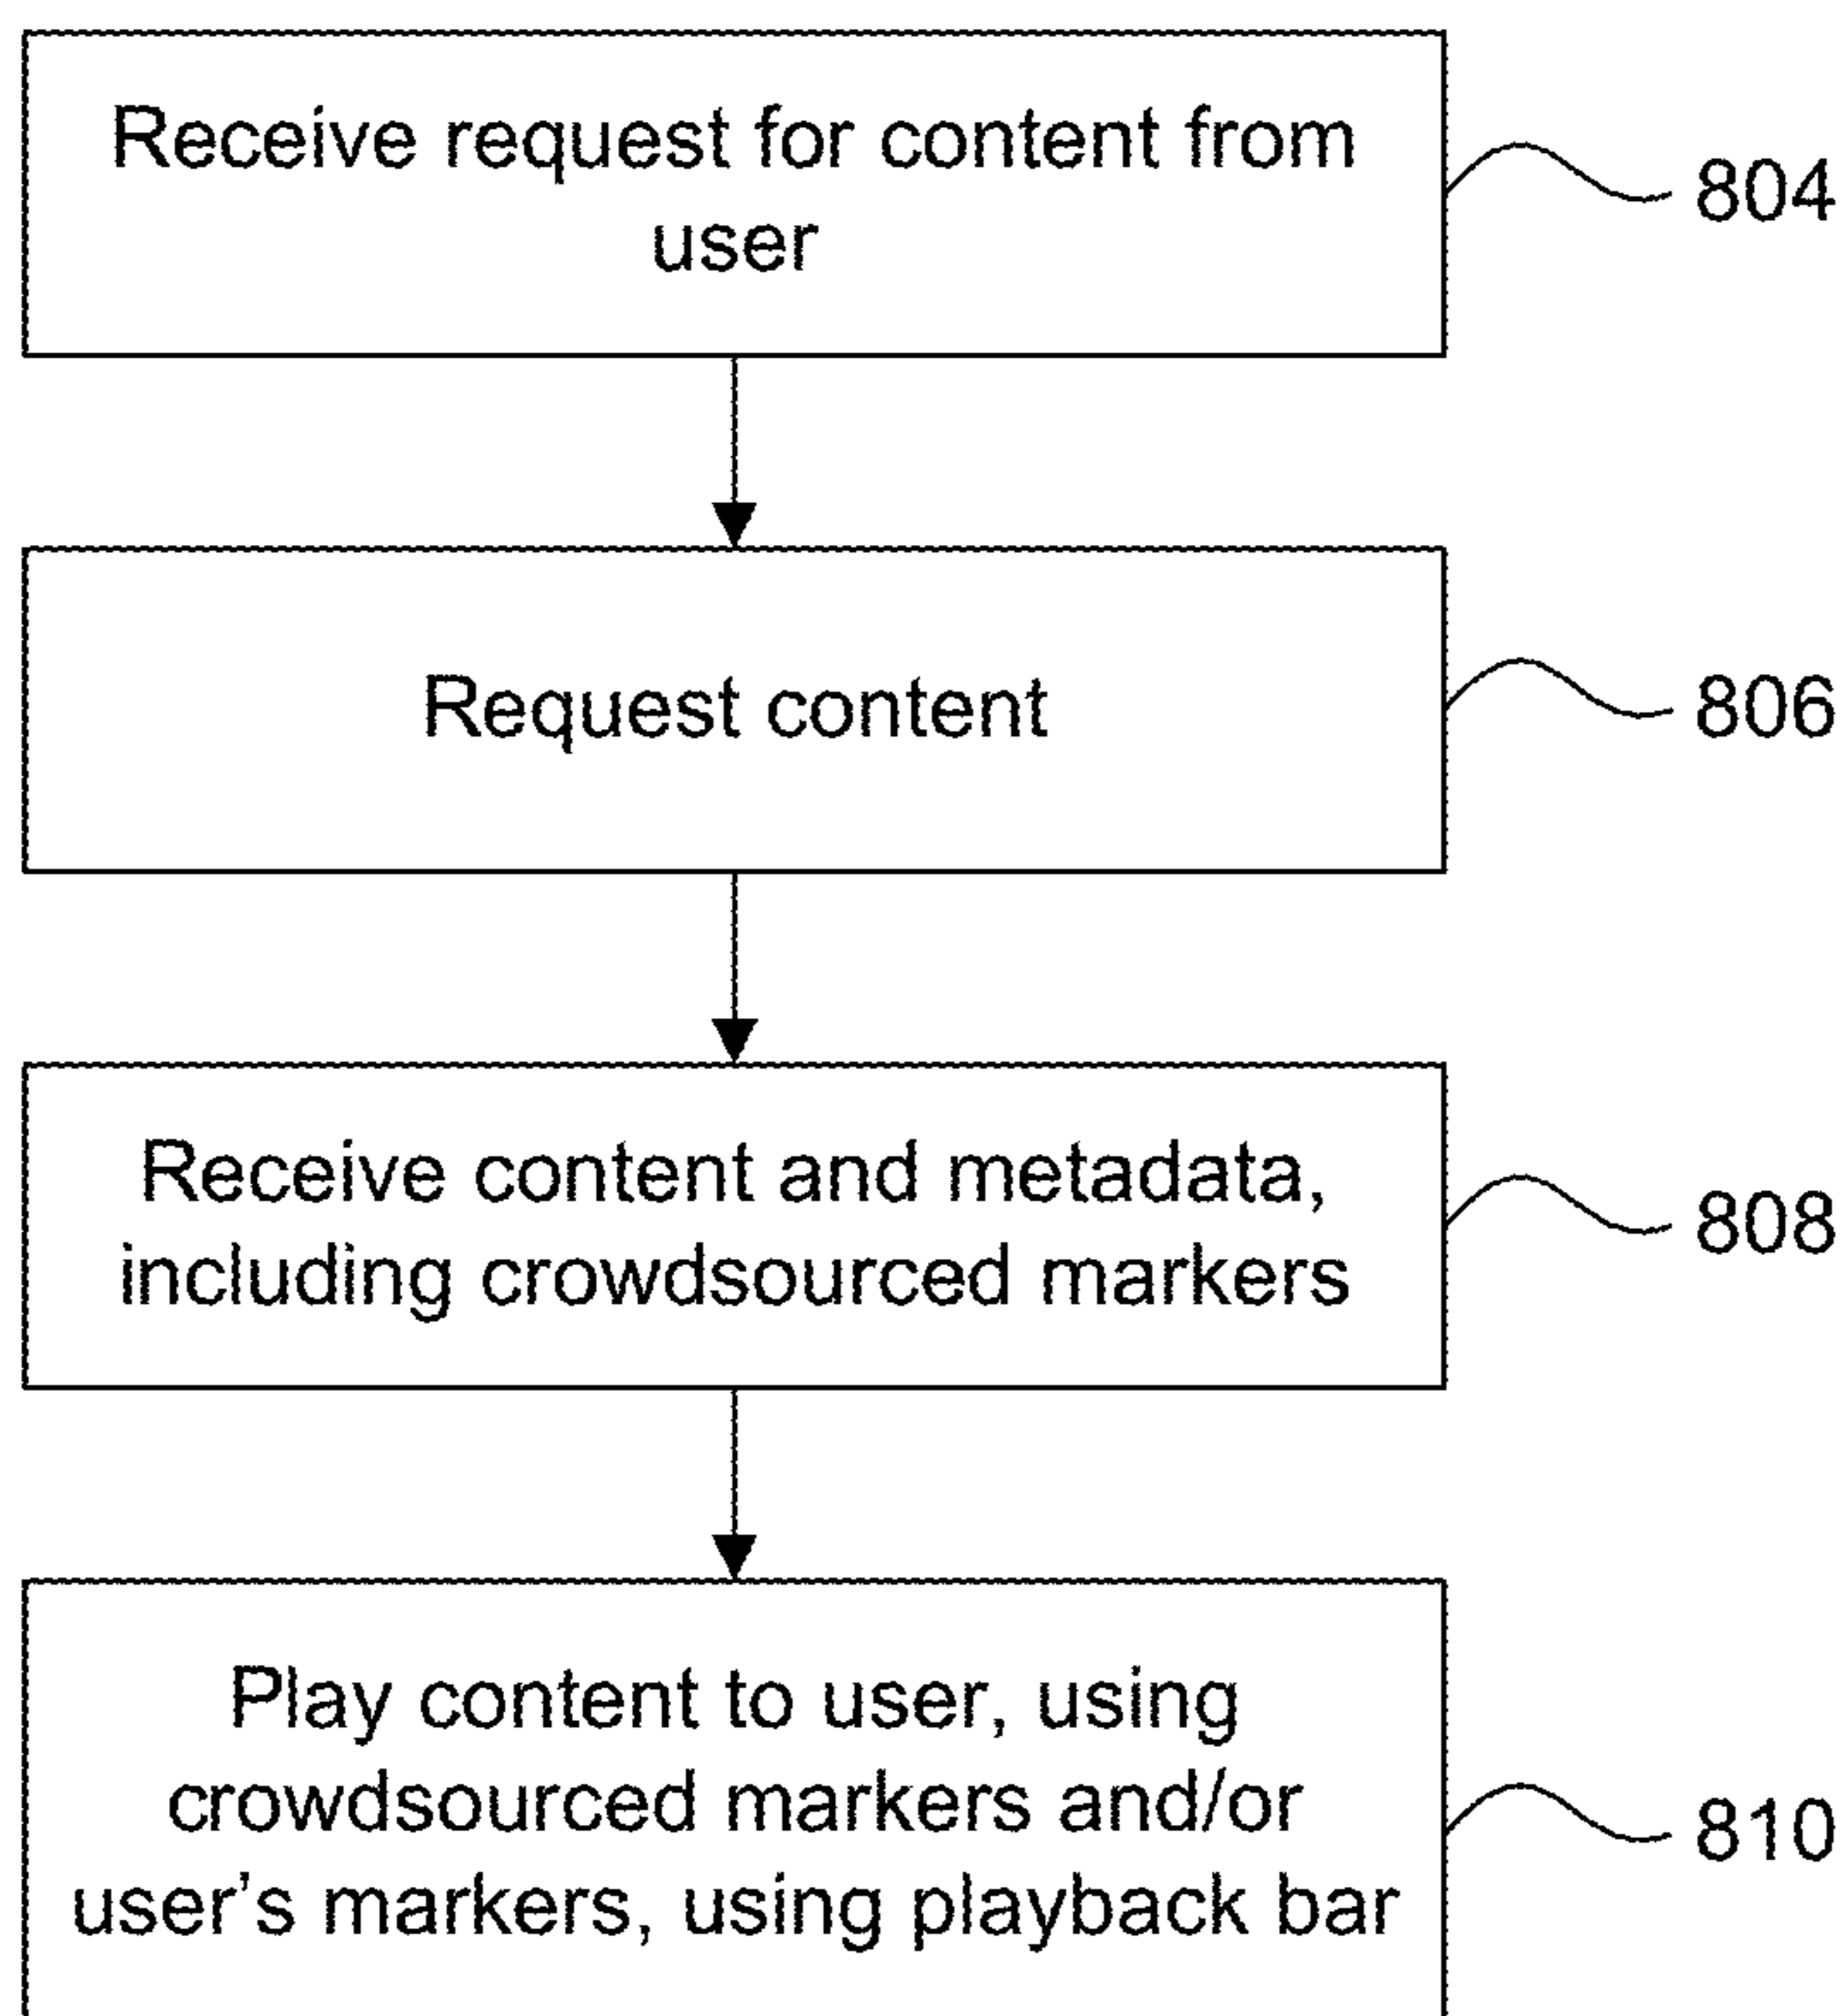 Receive request for content from
user
804
Request content
806
Receive content and metadata,
including crowdsourced markers
808
Play content to user, using
crowdsourced markers and/or
user's markers, using playback bar
810